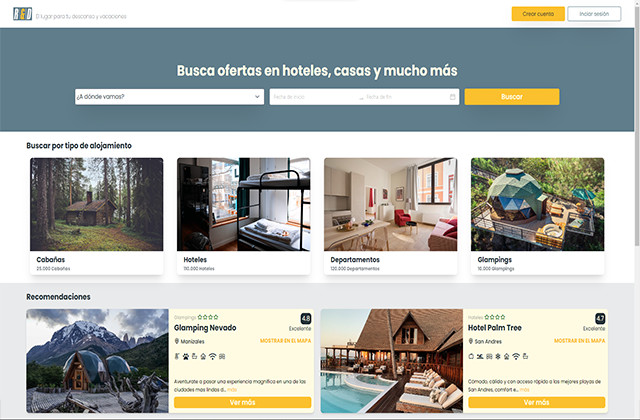 El lugar para tu descanso y vacaciones
Crear cuenta
Iniciar sesión
Busca ofertas en hoteles, casas y mucho más
¿A dónde vamos?
Fecha de inicio
Fecha de fin
Buscar
Buscar por tipo de alojamiento
Cabañas
25.000 Cabañas
Hoteles
110.000 Hoteles
Departamentos
120.000 Departamentos
Glampings
10.000 Glampings
Recomendaciones
Glampings
4.8
Glamping Nevado
Excelente
Manizales
MOSTRAR EN EL MAPA
Aventurate a pasar una experiencia magnífica en una de las
ciudades mas lindas d... más
Ver más
Hoteles
4.7
Hotel Palm Tree
Excelente
San Andres
MOSTRAR EN EL MAPA
Cómodo, cálido y con acceso rápido a las mejores playas de
San Andres, comfort e... más
Ver más